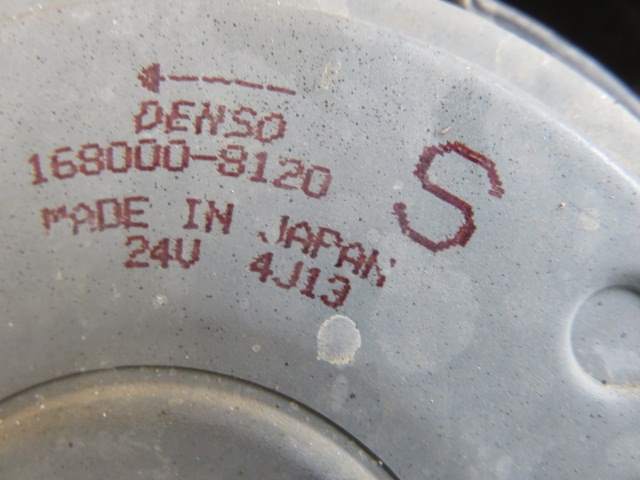 DENSO
168000-8120
MADE IN JAPAN
24V 4J13
S